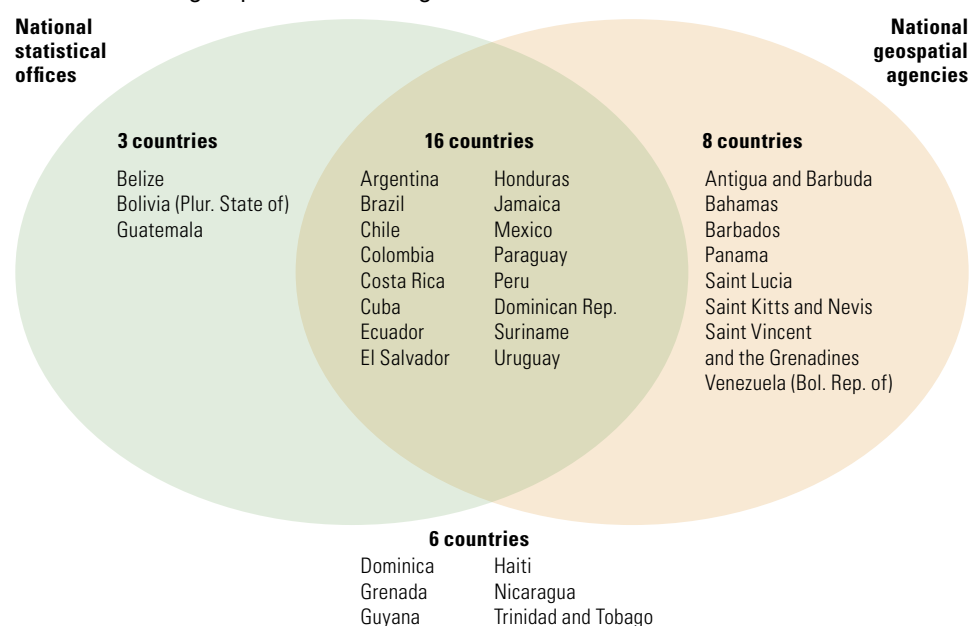 National
statistical
offices
National
geospatial
agencies
3 countries
Belize
Bolivia (Plur. State of)
Guatemala
16 countries
Argentina
Brazil
Chile
Colombia
Costa Rica
Cuba
Ecuador
El Salvador
Honduras
Jamaica
Mexico
Paraguay
Peru
Dominican Rep.
Suriname
Uruguay
8 countries
Antigua and Barbuda
Bahamas
Barbados
Panama
Saint Lucia
Saint Kitts and Nevis
Saint Vincent
and the Grenadines
Venezuela (Bol. Rep. of)
6 countries
Dominica
Grenada
Guyana
Haiti
Nicaragua
Trinidad and Tobago